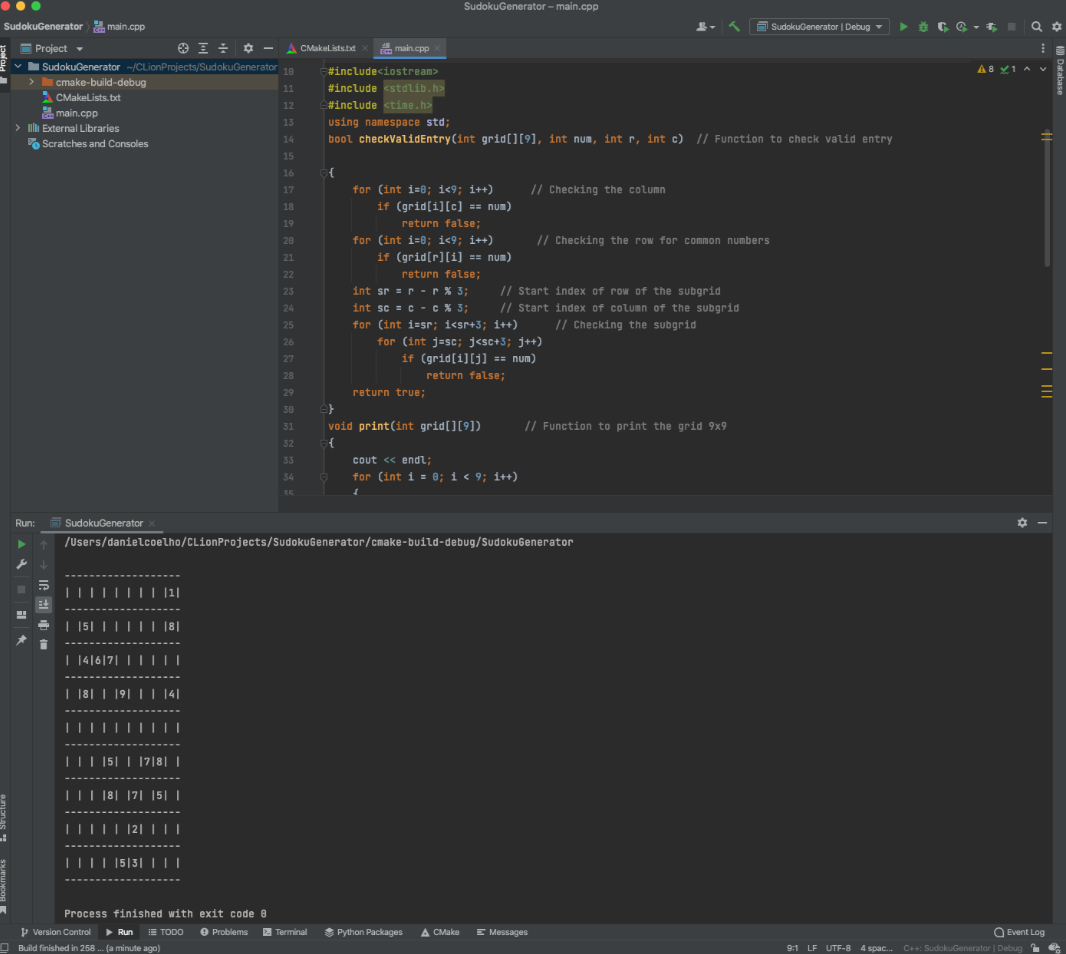 SudokuGenerator – main.cpp
SudokuGenerator main.cpp
SudokuGenerator | Debug
Project
Project
CMakeLists.txt
main.cpp
SudokuGenerator ~/CLionProjects/SudokuGenerator
cmake-build-debug
CMakeLists.txt
main.cpp
External Libraries
Scratches and Consoles
8 1
Database
10 #include<iostream>
11 #include <stdlib.h>
12 #include <time.h>
13 using namespace std;
14 bool checkValidEntry(int grid[][9], int num, int r, int c)  // Function to check valid entry
15
16 {
17     for (int i=0; i<9; i++)      // Checking the column
18         if (grid[i][c] == num)
19             return false;
20     for (int i=0; i<9; i++)       // Checking the row for common numbers
21         if (grid[r][i] == num)
22             return false;
23     int sr = r - r % 3;     // Start index of row of the subgrid
24     int sc = c - c % 3;     // Start index of column of the subgrid
25     for (int i=sr; i<sr+3; i++)      // Checking the subgrid
26         for (int j=sc; j<sc+3; j++)
27             if (grid[i][j] == num)
28                 return false;
29     return true;
30 }
31 void print(int grid[][9])       // Function to print the grid 9x9
32 {
33     cout << endl;
34     for (int i = 0; i < 9; i++)
35     {
Run: SudokuGenerator
/Users/danielcoelho/CLionProjects/SudokuGenerator/cmake-build-debug/SudokuGenerator
-------------------
| | | | | | | | |1|
-------------------
| |5| | | | | | |8|
-------------------
| |4|6|7| | | | | |
-------------------
| |8| | |9| | | |4|
-------------------
| | | | | | | | | |
-------------------
| | | |5| | |7|8| |
-------------------
| | | |8| |7| |5| |
-------------------
| | | | | |2| | | |
-------------------
| | | | |5|3| | | |
-------------------
Process finished with exit code 0
Structure
Bookmarks
Version Control Run TODO Problems Terminal Python Packages CMake Messages Event Log
Build finished in 258 ... (a minute ago) 9:1 LF UTF-8 4 spac... C++: SudokuGenerator | Debug